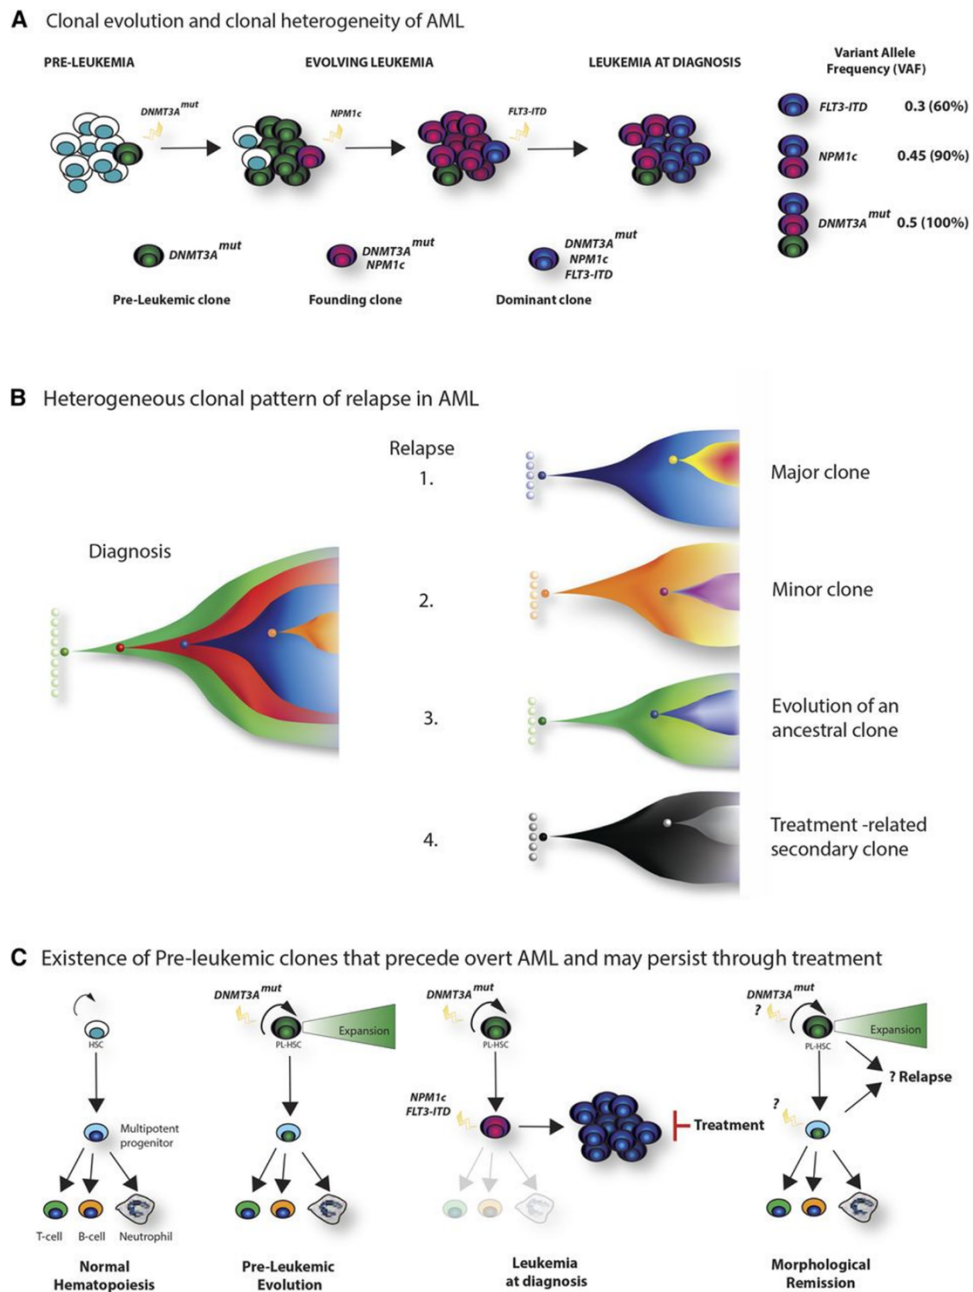 A Clonal evolution and clonal heterogeneity of AML
PRE-LEUKEMIA
EVOLVING LEUKEMIA
LEUKEMIA AT DIAGNOSIS
Variant Allele
Frequency (VAF)
DNMT3A mut
NPM1c
FLT3-ITD
FLT3-ITD 0.3 (60%)
NPM1c 0.45 (90%)
DNMT3A mut 0.5 (100%)
DNMT3A mut
DNMT3A mut
NPM1c
DNMT3A mut
NPM1c
FLT3-ITD
Pre-Leukemic clone
Founding clone
Dominant clone
B Heterogeneous clonal pattern of relapse in AML
Diagnosis
Relapse
1.
Major clone
2.
Minor clone
3.
Evolution of an
ancestral clone
4.
Treatment -related
secondary clone
C Existence of Pre-leukemic clones that precede overt AML and may persist through treatment
HSC
Multipotent
progenitor
T-cell
B-cell
Neutrophil
Normal
Hematopoiesis
DNMT3A mut
Expansion
PL-HSC
Pre-Leukemic
Evolution
DNMT3A mut
PL-HSC
NPM1c
FLT3-ITD
Treatment
Leukemia
at diagnosis
DNMT3A mut
?
Expansion
PL-HSC
? Relapse
?
Morphological
Remission